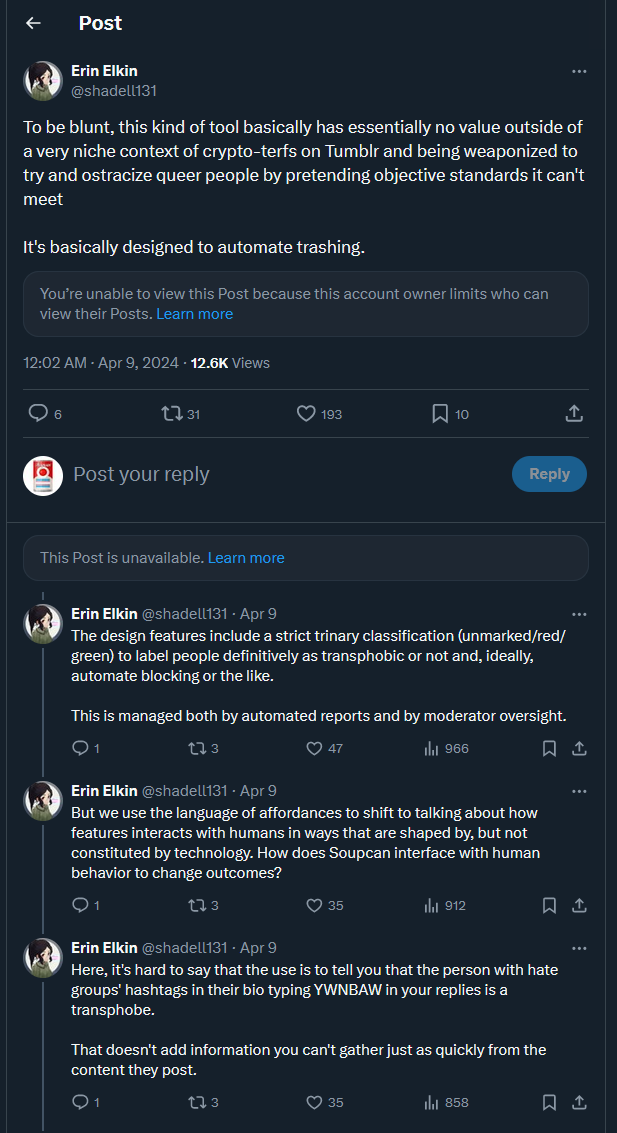 Post
Erin Elkin
@shadell131
To be blunt, this kind of tool basically has essentially no value outside of
a very niche context of crypto-terfs on Tumblr and being weaponized to
try and ostracize queer people by pretending objective standards it can't
meet
It's basically designed to automate trashing.
You're unable to view this Post because this account owner limits who can
view their Posts. Learn more
12:02 AM · Apr 9, 2024 · 12.6K Views
6 31 193 10
Post your reply
Reply
This Post is unavailable. Learn more
Erin Elkin @shadell131 · Apr 9
The design features include a strict trinary classification (unmarked/red/
green) to label people definitively as transphobic or not and, ideally,
automate blocking or the like.
This is managed both by automated reports and by moderator oversight.
1 3 47 966
Erin Elkin @shadell131 · Apr 9
But we use the language of affordances to shift to talking about how
features interacts with humans in ways that are shaped by, but not
constituted by technology. How does Soupcan interface with human
behavior to change outcomes?
1 3 35 912
Erin Elkin @shadell131 · Apr 9
Here, it's hard to say that the use is to tell you that the person with hate
groups' hashtags in their bio typing YWNBAW in your replies is a
transphobe.
That doesn't add information you can't gather just as quickly from the
content they post.
1 3 35 858